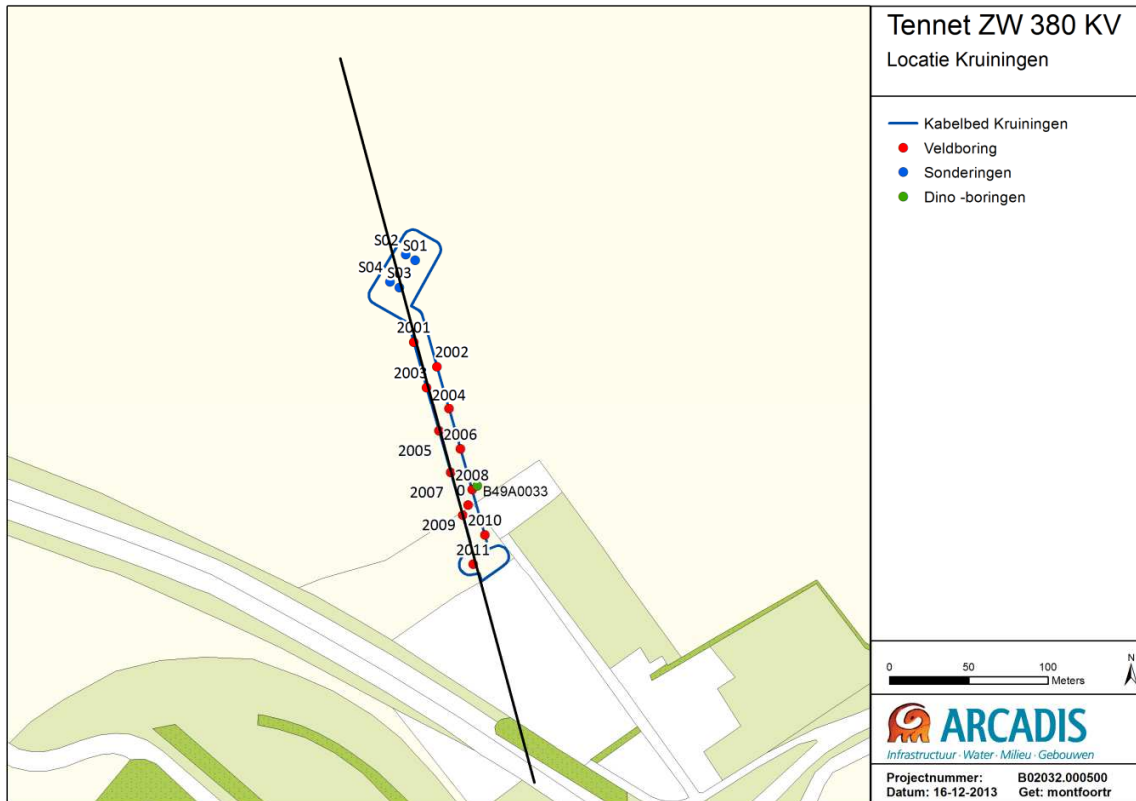 Tennet ZW 380 KV
Locatie Kruiningen
Kabelbed Kruiningen
Veldboring
Sonderingen
Dino -boringen
S02
S01
S04
S03
2001
2002
2003
2004
2006
2005
2008
2007
0
B49A0033
2009
2010
2011
0 50 100
Meters
N
ARCADIS
Infrastructuur · Water · Milieu · Gebouwen
Projectnummer: B02032.000500
Datum: 16-12-2013 Get: montfoortr